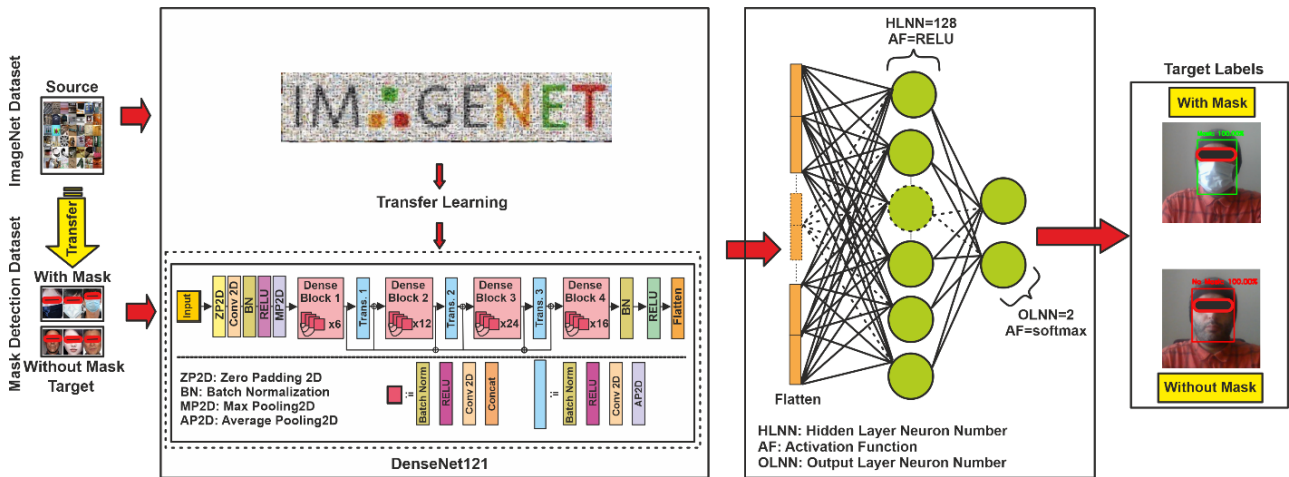 ImageNet Dataset
Source
Transfer
Mask Detection Dataset
With Mask
Without Mask
Target
IMAGENET
Transfer Learning
Input
ZP2D
Conv 2D
BN
RELU
MP2D
Dense
Block 1
x6
Trans. 1
Dense
Block 2
x12
Trans. 2
Dense
Block 3
x24
Trans. 3
Dense
Block 4
x16
BN
RELU
Flatten
ZP2D: Zero Padding 2D
BN: Batch Normalization
MP2D: Max Pooling2D
AP2D: Average Pooling2D
:=
Batch Norm
RELU
Conv 2D
Concat
:=
Batch Norm
RELU
Conv 2D
AP2D
DenseNet121
HLNN=128
AF=RELU
OLNN=2
AF=softmax
Flatten
HLNN: Hidden Layer Neuron Number
AF: Activation Function
OLNN: Output Layer Neuron Number
Target Labels
With Mask
No Mask: 100.00%
Without Mask